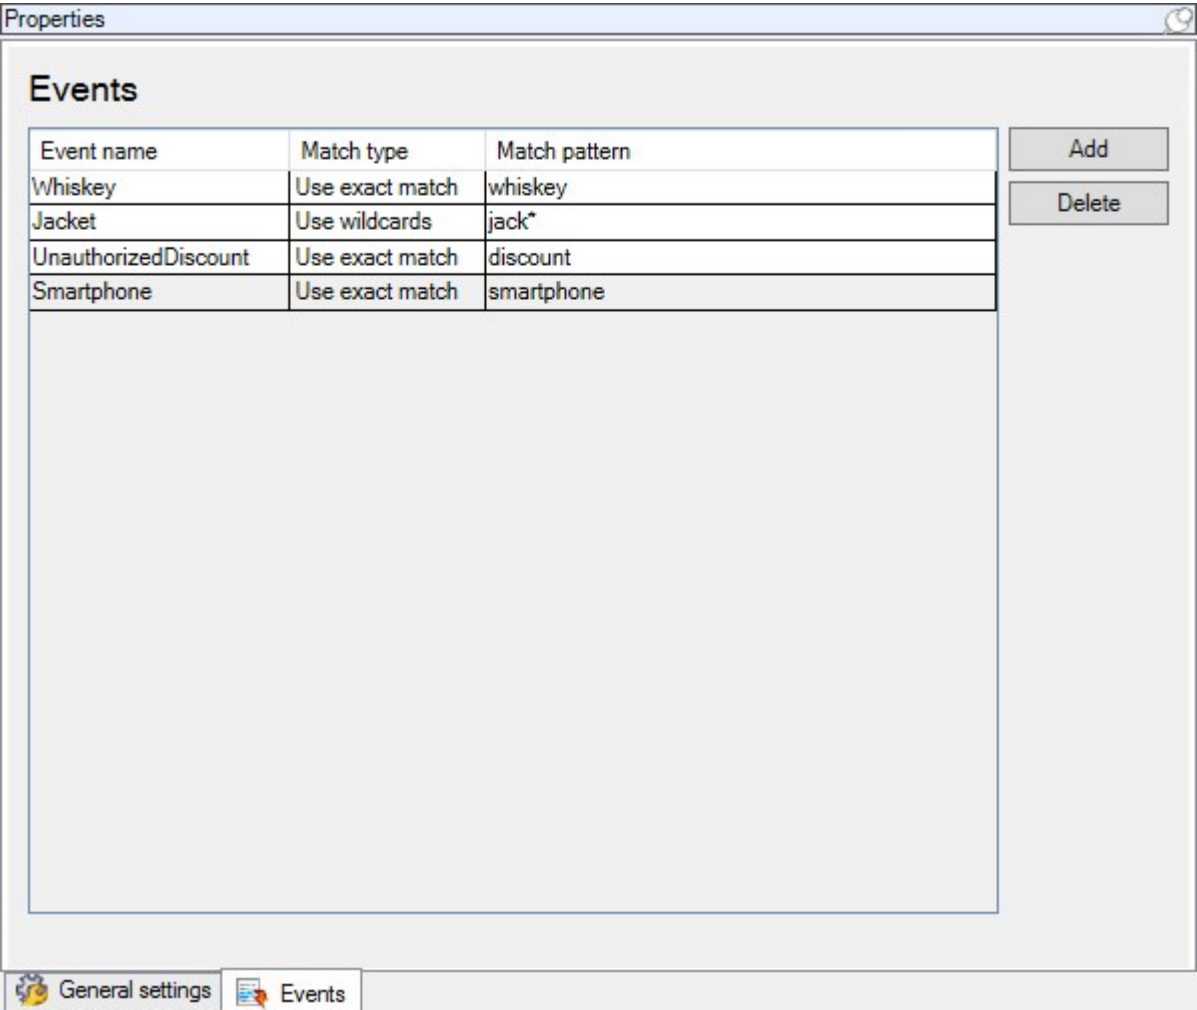 Properties
Events
Event name Match type Match pattern Add
Whiskey Use exact match whiskey
Jacket Use wildcards jack* Delete
UnauthorizedDiscount Use exact match discount
Smartphone Use exact match smartphone
General settings Events